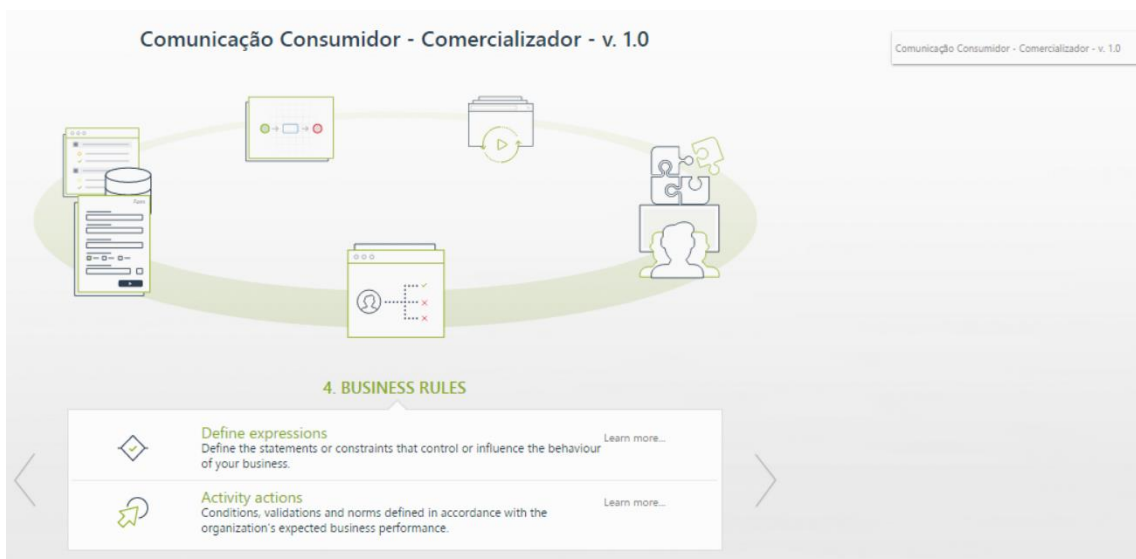 Comunicação Consumidor - Comercializador - v. 1.0
Comunicação Consumidor - Comercializador - v. 1.0
4. BUSINESS RULES
Define expressions
Learn more...
Define the statements or constraints that control or influence the behaviour
of your business.
Activity actions
Learn more...
Conditions, validations and norms defined in accordance with the
organization's expected business performance.